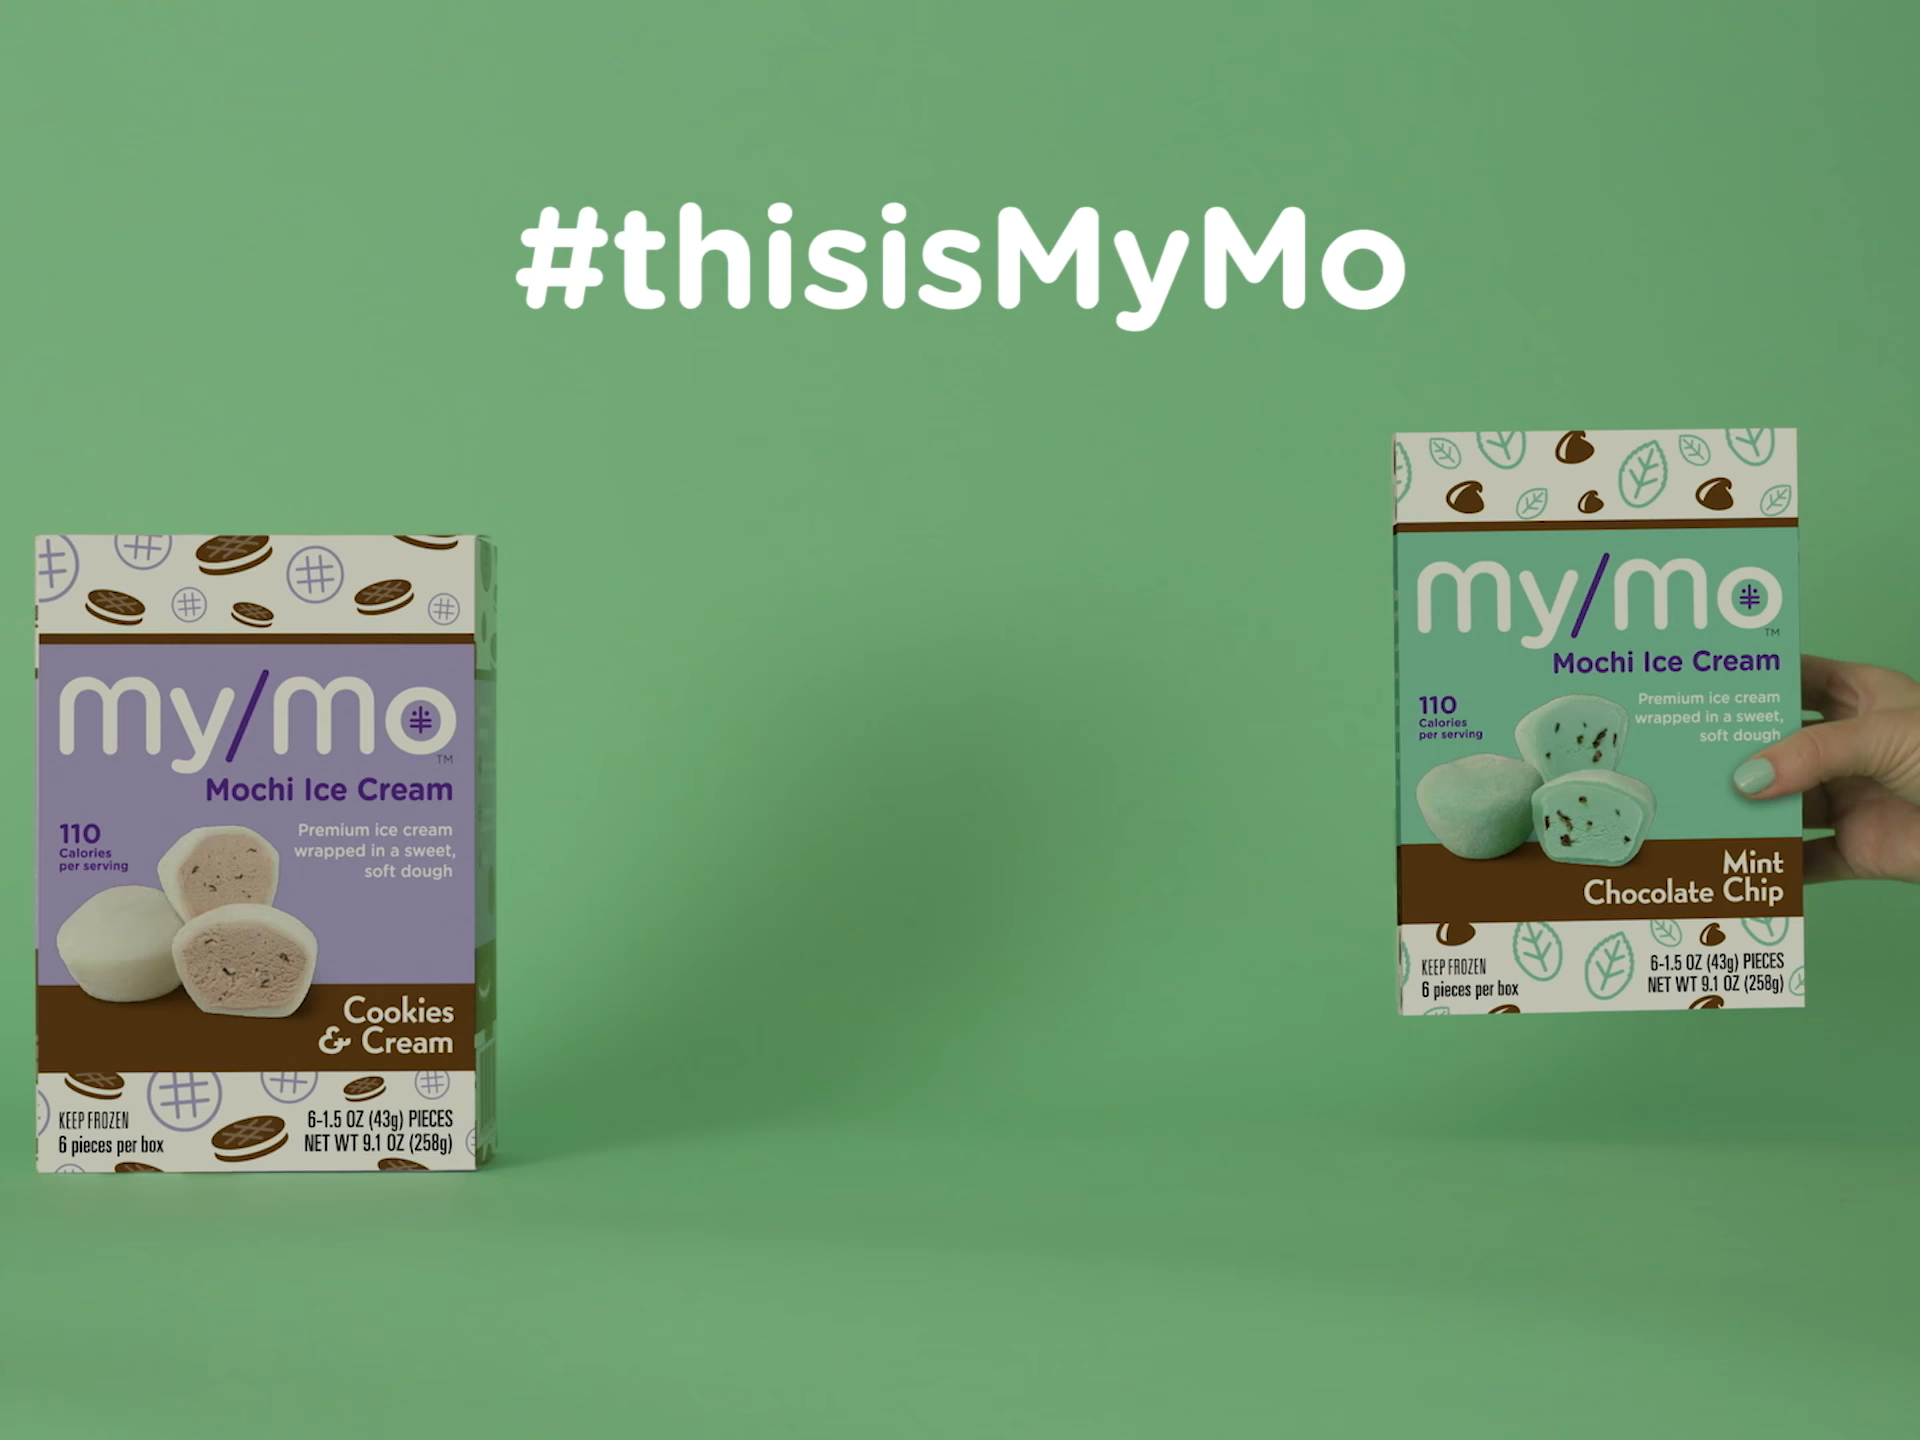 #thisisMyMo
my/mo
TM
Mochi Ice Cream
110
Calories
per serving
Premium ice cream
wrapped in a sweet,
soft dough
Cookies
& Cream
KEEP FROZEN
6 pieces per box
6-1.5 OZ (43g) PIECES
NET WT 9.1 OZ (258g)
my/mo
TM
Mochi Ice Cream
110
Calories
per serving
Premium ice cream
wrapped in a sweet,
soft dough
Mint
Chocolate Chip
KEEP FROZEN
6 pieces per box
6-1.5 OZ (43g) PIECES
NET WT 9.1 OZ (258g)